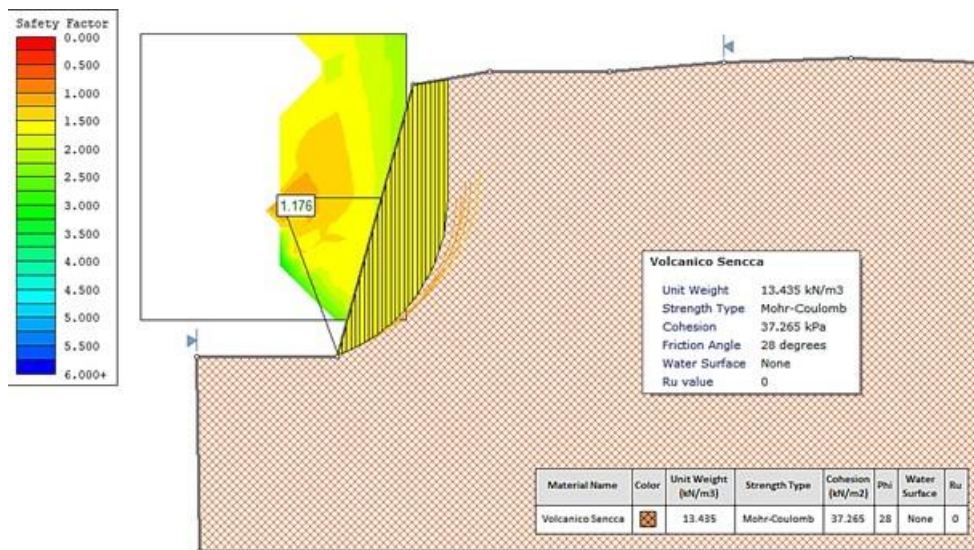 Safety Factor
0.000
0.500
1.000
1.500
2.000
2.500
3.000
3.500
4.000
4.500
5.000
5.500
6.000+
1.176
Volcanico Sencca
Unit Weight 13.435 kN/m3
Strength Type Mohr-Coulomb
Cohesion 37.265 kPa
Friction Angle 28 degrees
Water Surface None
Ru value 0
Material Name Color Unit Weight (kN/m3) Strength Type Cohesion (kN/m2) Phi Water Surface Ru
Volcanico Sencca 13.435 Mohr-Coulomb 37.265 28 None 0